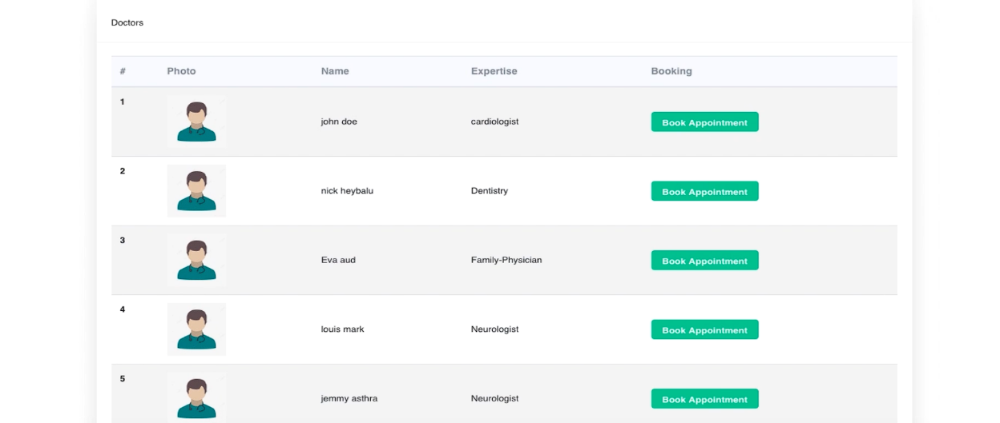 Doctors
# Photo Name Expertise Booking
1 john doe cardiologist Book Appointment
2 nick heybalu Dentistry Book Appointment
3 Eva aud Family-Physician Book Appointment
4 louis mark Neurologist Book Appointment
5 jemmy asthra Neurologist Book Appointment